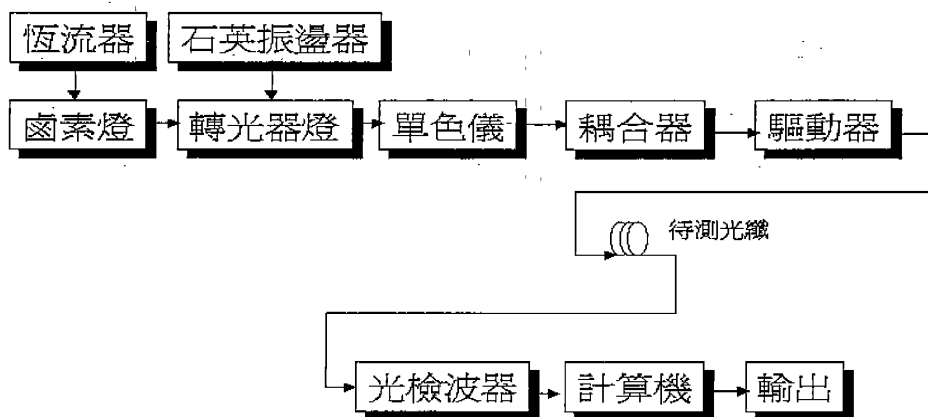 恆流器
石英振盪器
鹵素燈
轉光器燈
單色儀
耦合器
驅動器
待測光纖
光檢波器
計算機
輸出